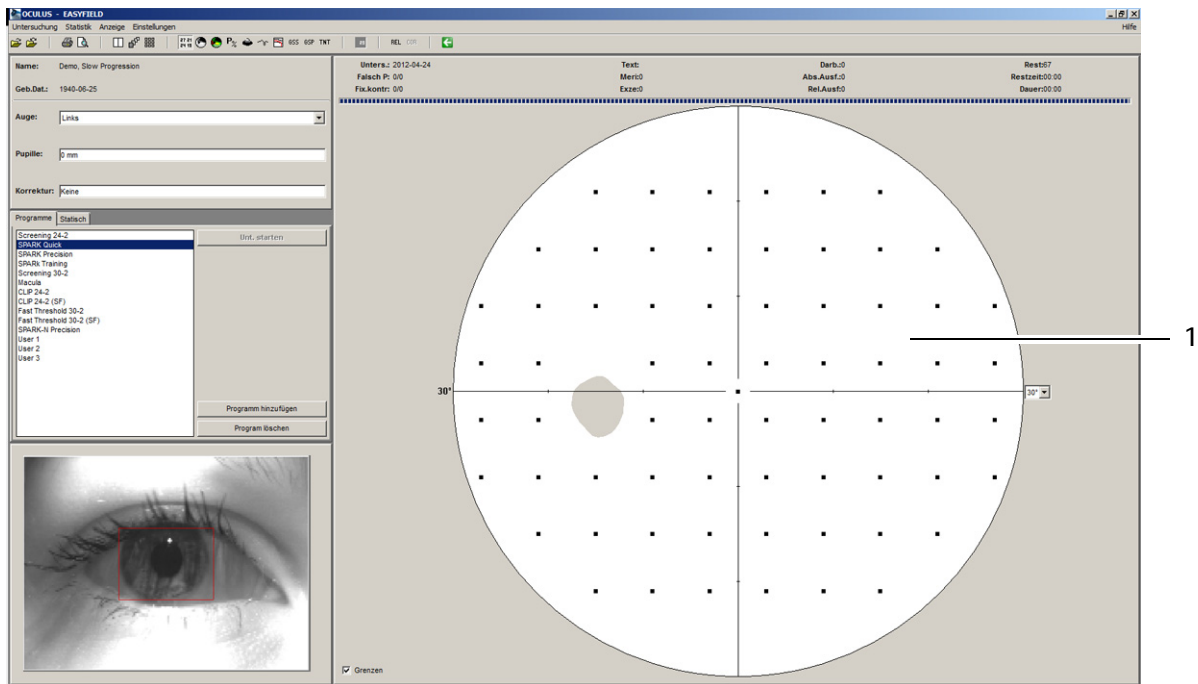 OCULUS - EASYFIELD
Untersuchung Statistik Anzeige Einstellungen Hilfe
GSS GSP TNT REL
Name: Demo, Slow Progression
Geb.Dat.: 1940-06-25
Auge: Links
Pupille: 0 mm
Korrektur: Keine
Programme Statisch
Screening 24-2
SPARK Quick
SPARK Precision
SPARk Training
Screening 30-2
Macula
CLIP 24-2
CLIP 24-2 (SF)
Fast Threshold 30-2
Fast Threshold 30-2 (SF)
SPARK-N Precision
User 1
User 2
User 3
Unt. starten
Programm hinzufügen
Program löschen
Unters.: 2012-04-24 Text: Darb.:0 Rest:67
Falsch P: 0/0 Meri:0 Abs.Ausf.:0 Restzeit:00:00
Fix.kontr: 0/0 Exze:0 Rel.Ausf:0 Dauer:00:00
1
30° 30°
Grenzen